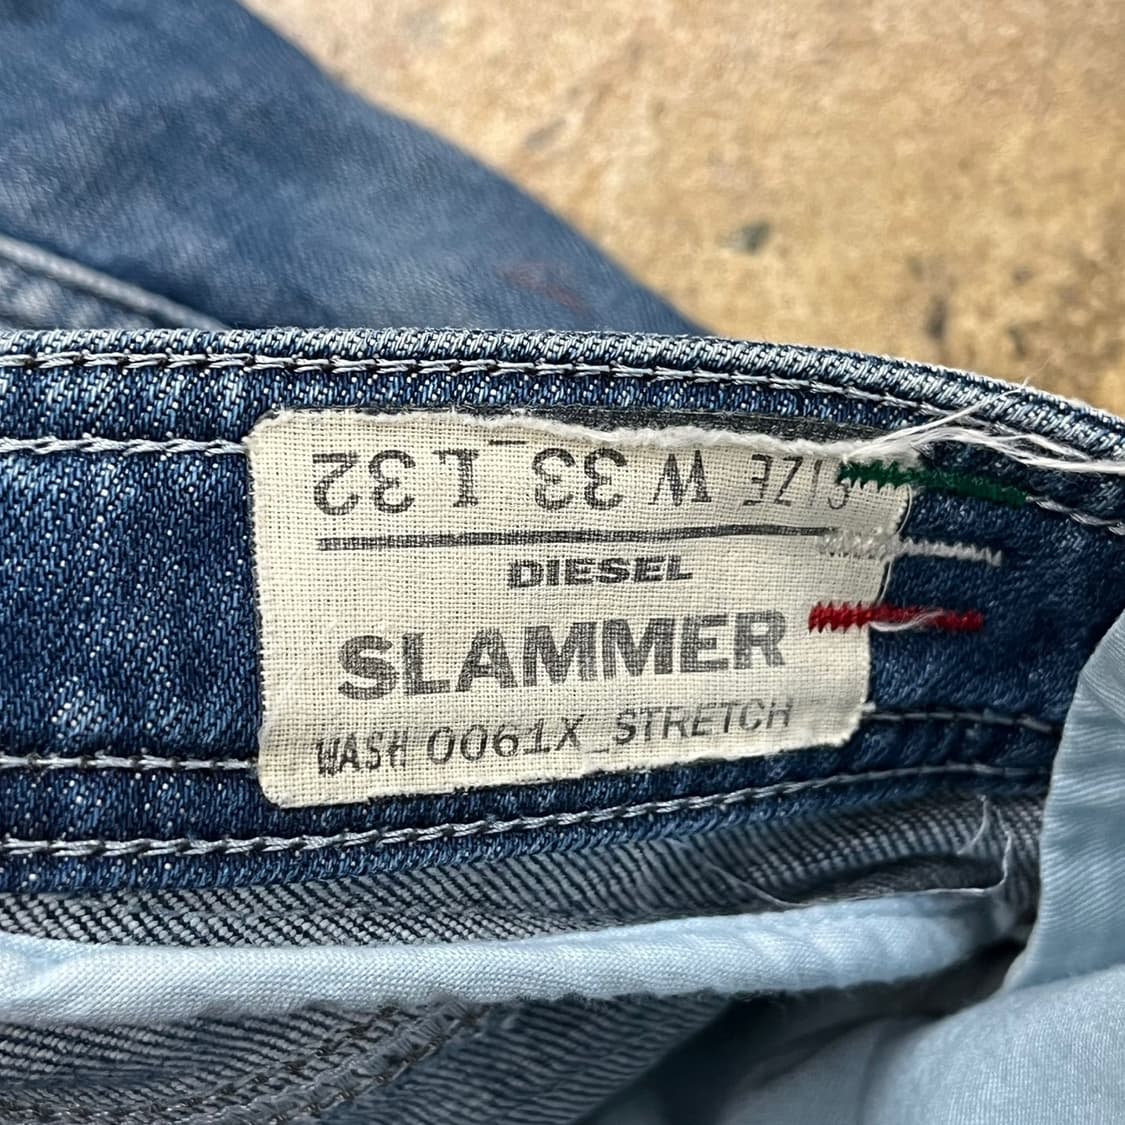 SIZE W 33 L 32
DIESEL
SLAMMER
WASH 0061X_STRETCH